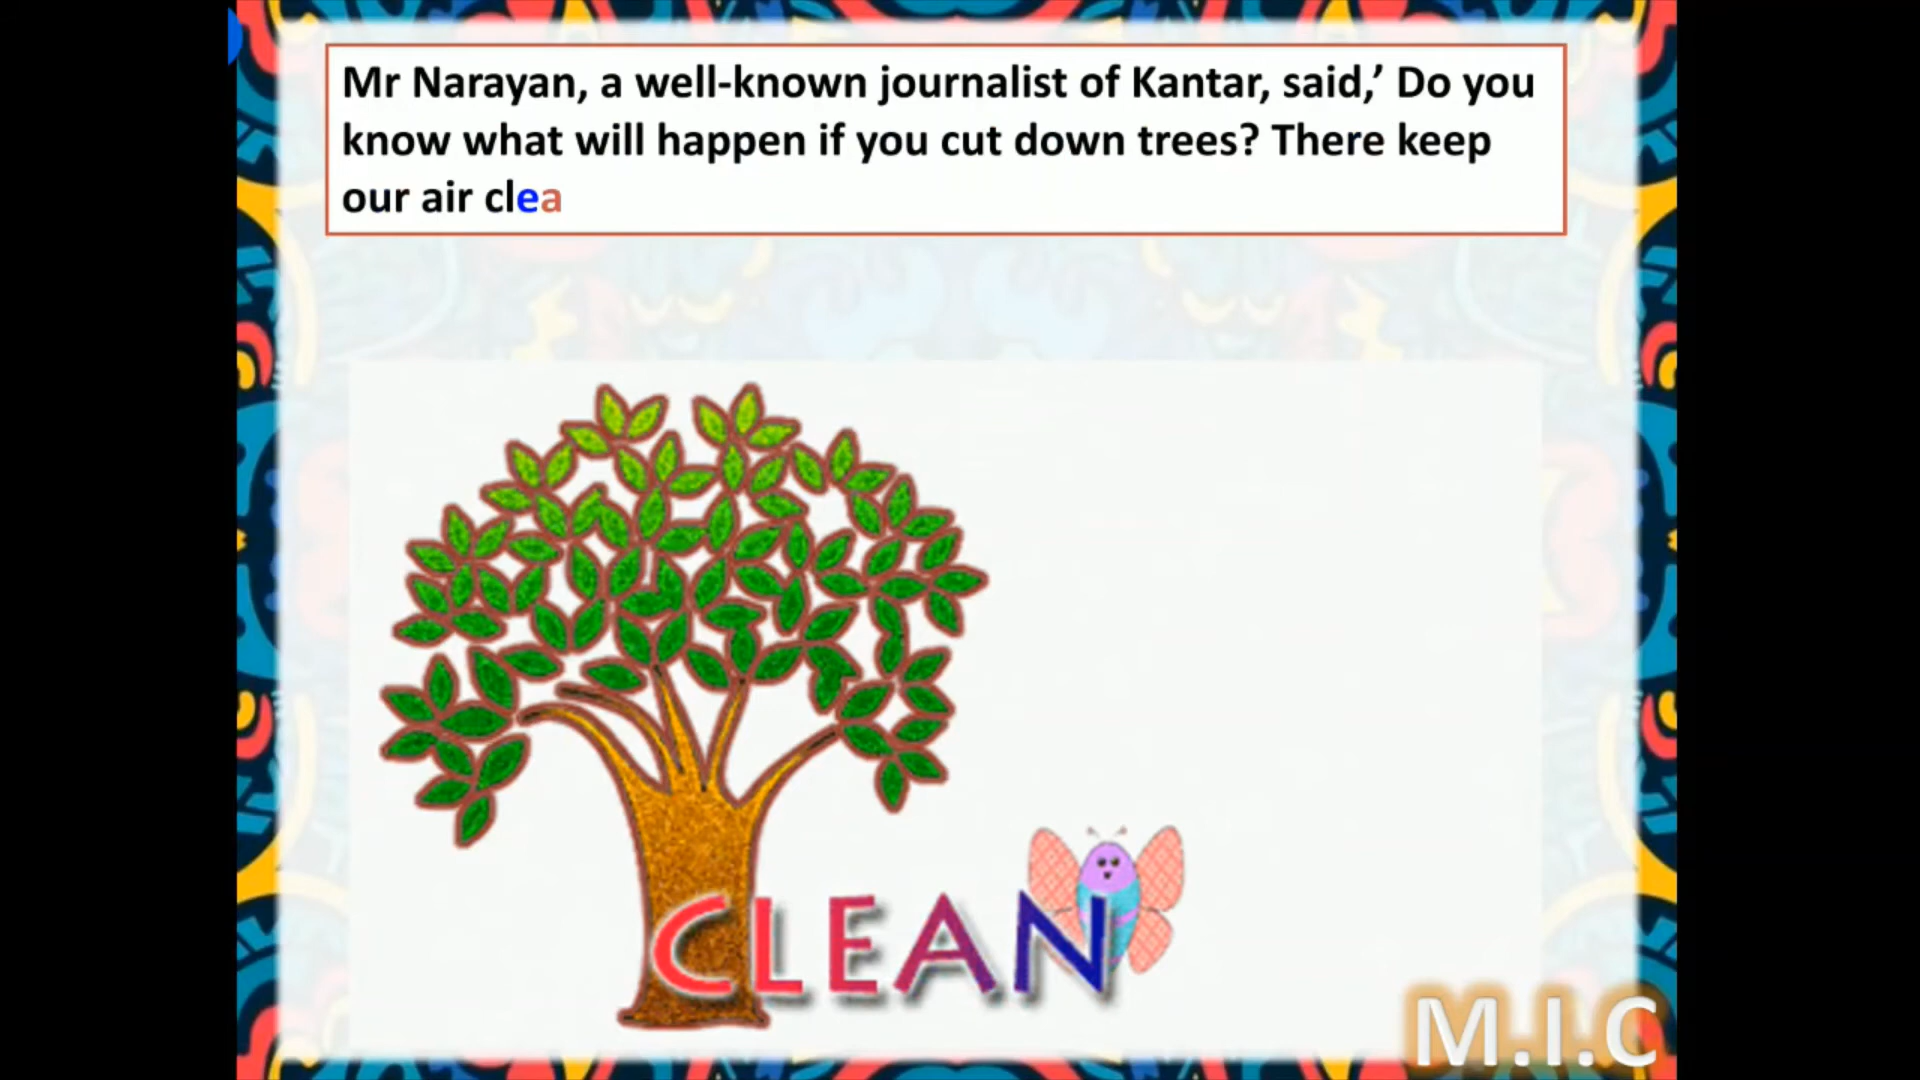 Mr Narayan, a well-known journalist of Kantar, said,’ Do you
know what will happen if you cut down trees? There keep
our air clea
CLEAN
M.I.C